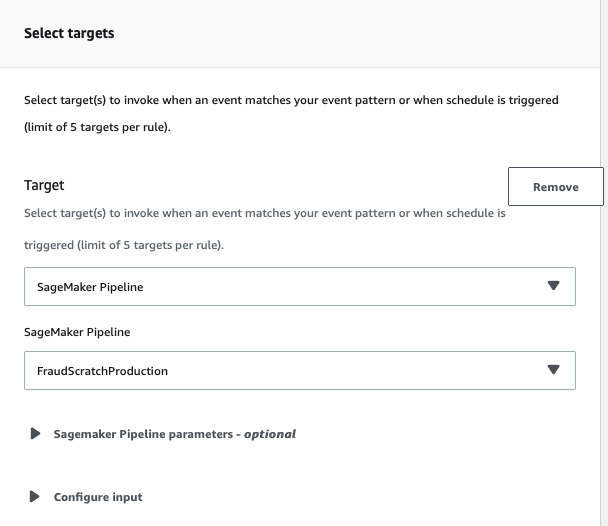 Select targets
Select target(s) to invoke when an event matches your event pattern or when schedule is triggered
(limit of 5 targets per rule).
Target
Remove
Select target(s) to invoke when an event matches your event pattern or when schedule is
triggered (limit of 5 targets per rule).
SageMaker Pipeline
SageMaker Pipeline
FraudScratchProduction
Sagemaker Pipeline parameters - optional
Configure input